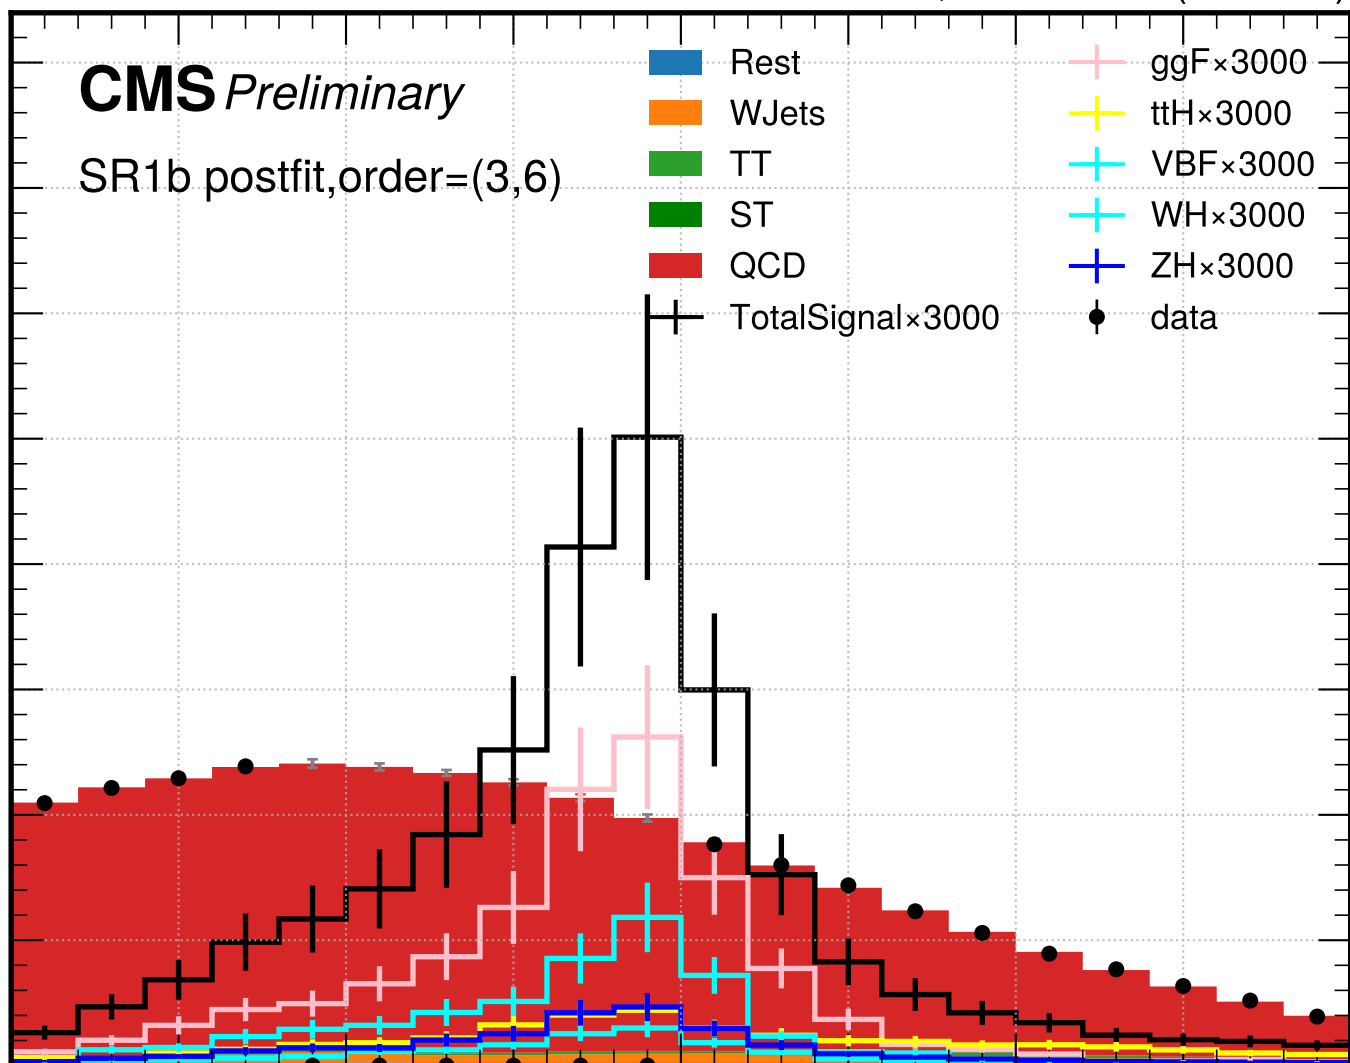 CMS Preliminary
SR1b postfit,order=(3,6)
Rest
WJets
TT
ST
QCD
TotalSignal×3000
ggF×3000
ttH×3000
VBF×3000
WH×3000
ZH×3000
data